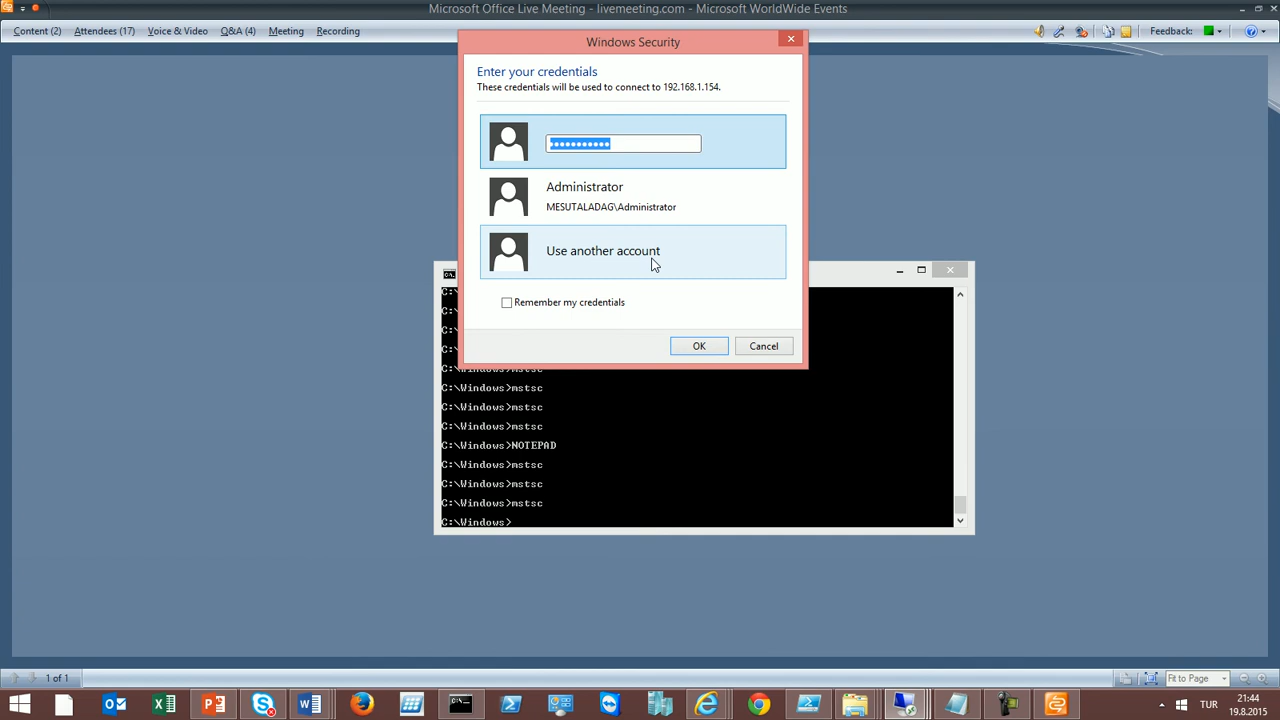 Microsoft Office Live Meeting - livemeeting.com - Microsoft WorldWide Events
Content (2) Attendees (17) Voice & Video Q&A (4) Meeting Recording Feedback:
Windows Security
Enter your credentials
These credentials will be used to connect to 192.168.1.154.
•••••••••••
Administrator
MESUTALADAG\Administrator
Use another account
Remember my credentials
OK Cancel
C:\Windows>mstsc
C:\Windows>mstsc
C:\Windows>mstsc
C:\Windows>mstsc
C:\Windows>NOTEPAD
C:\Windows>mstsc
C:\Windows>mstsc
C:\Windows>mstsc
C:\Windows>
1 of 1 Fit to Page
TUR
21:44
19.8.2015